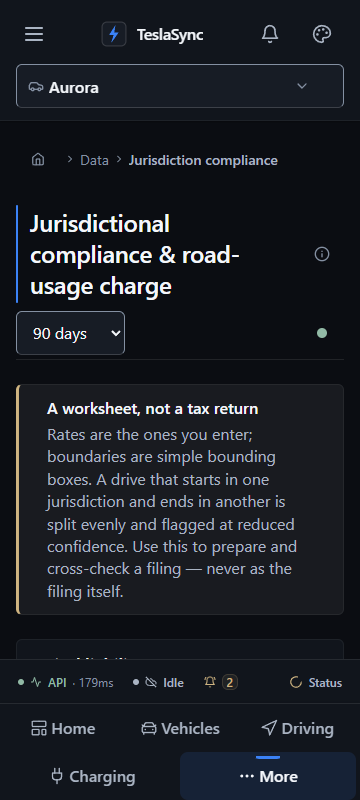 TeslaSync
Aurora
Data
Jurisdiction compliance
Jurisdictional
compliance & road-
usage charge
90 days
A worksheet, not a tax return
Rates are the ones you enter;
boundaries are simple bounding
boxes. A drive that starts in one
jurisdiction and ends in another is
split evenly and flagged at reduced
confidence. Use this to prepare and
cross-check a filing — never as the
filing itself.
API · 179ms
Idle
2
Status
Home
Vehicles
Driving
Charging
More